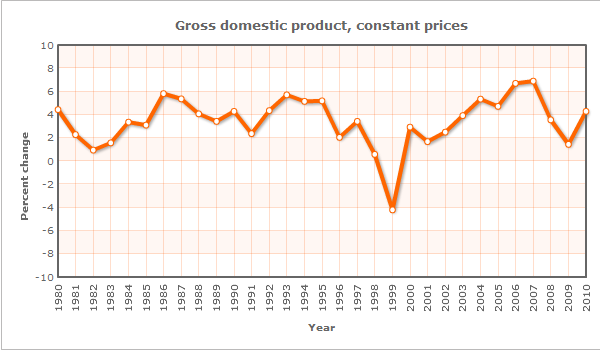 Gross domestic product, constant prices
Percent change
10
8
6
4
2
0
-2
-4
-6
-8
-10
1980 1981 1982 1983 1984 1985 1986 1987 1988 1989 1990 1991 1992 1993 1994 1995 1996 1997 1998 1999 2000 2001 2002 2003 2004 2005 2006 2007 2008 2009 2010
Year